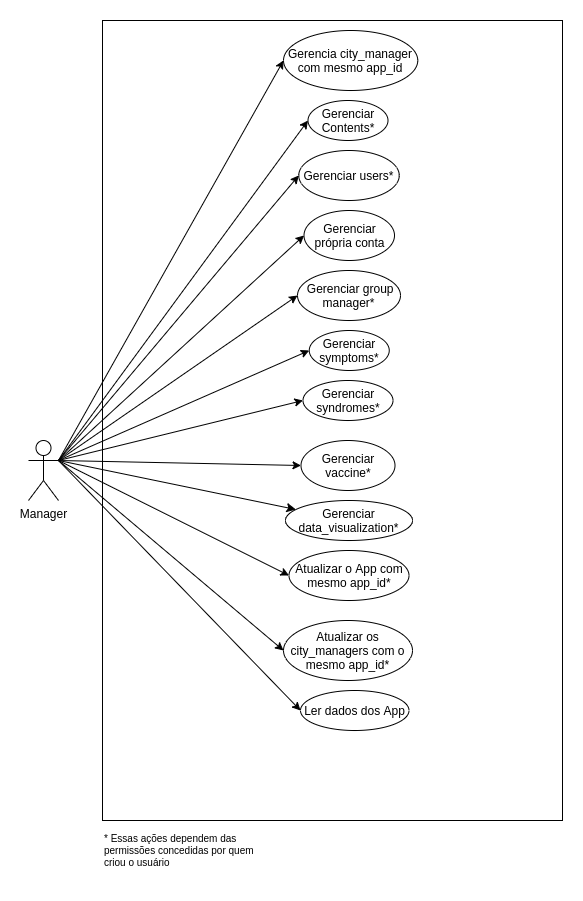 Gerencia city_manager
com mesmo app_id
Gerenciar
Contents*
Gerenciar users*
Gerenciar
própria conta
Gerenciar group
manager*
Gerenciar
symptoms*
Gerenciar
syndromes*
Gerenciar
vaccine*
Manager
Gerenciar
data_visualization*
Atualizar o App com
mesmo app_id*
Atualizar os
city_managers com o
mesmo app_id*
Ler dados dos App
* Essas ações dependem das
permissões concedidas por quem
criou o usuário